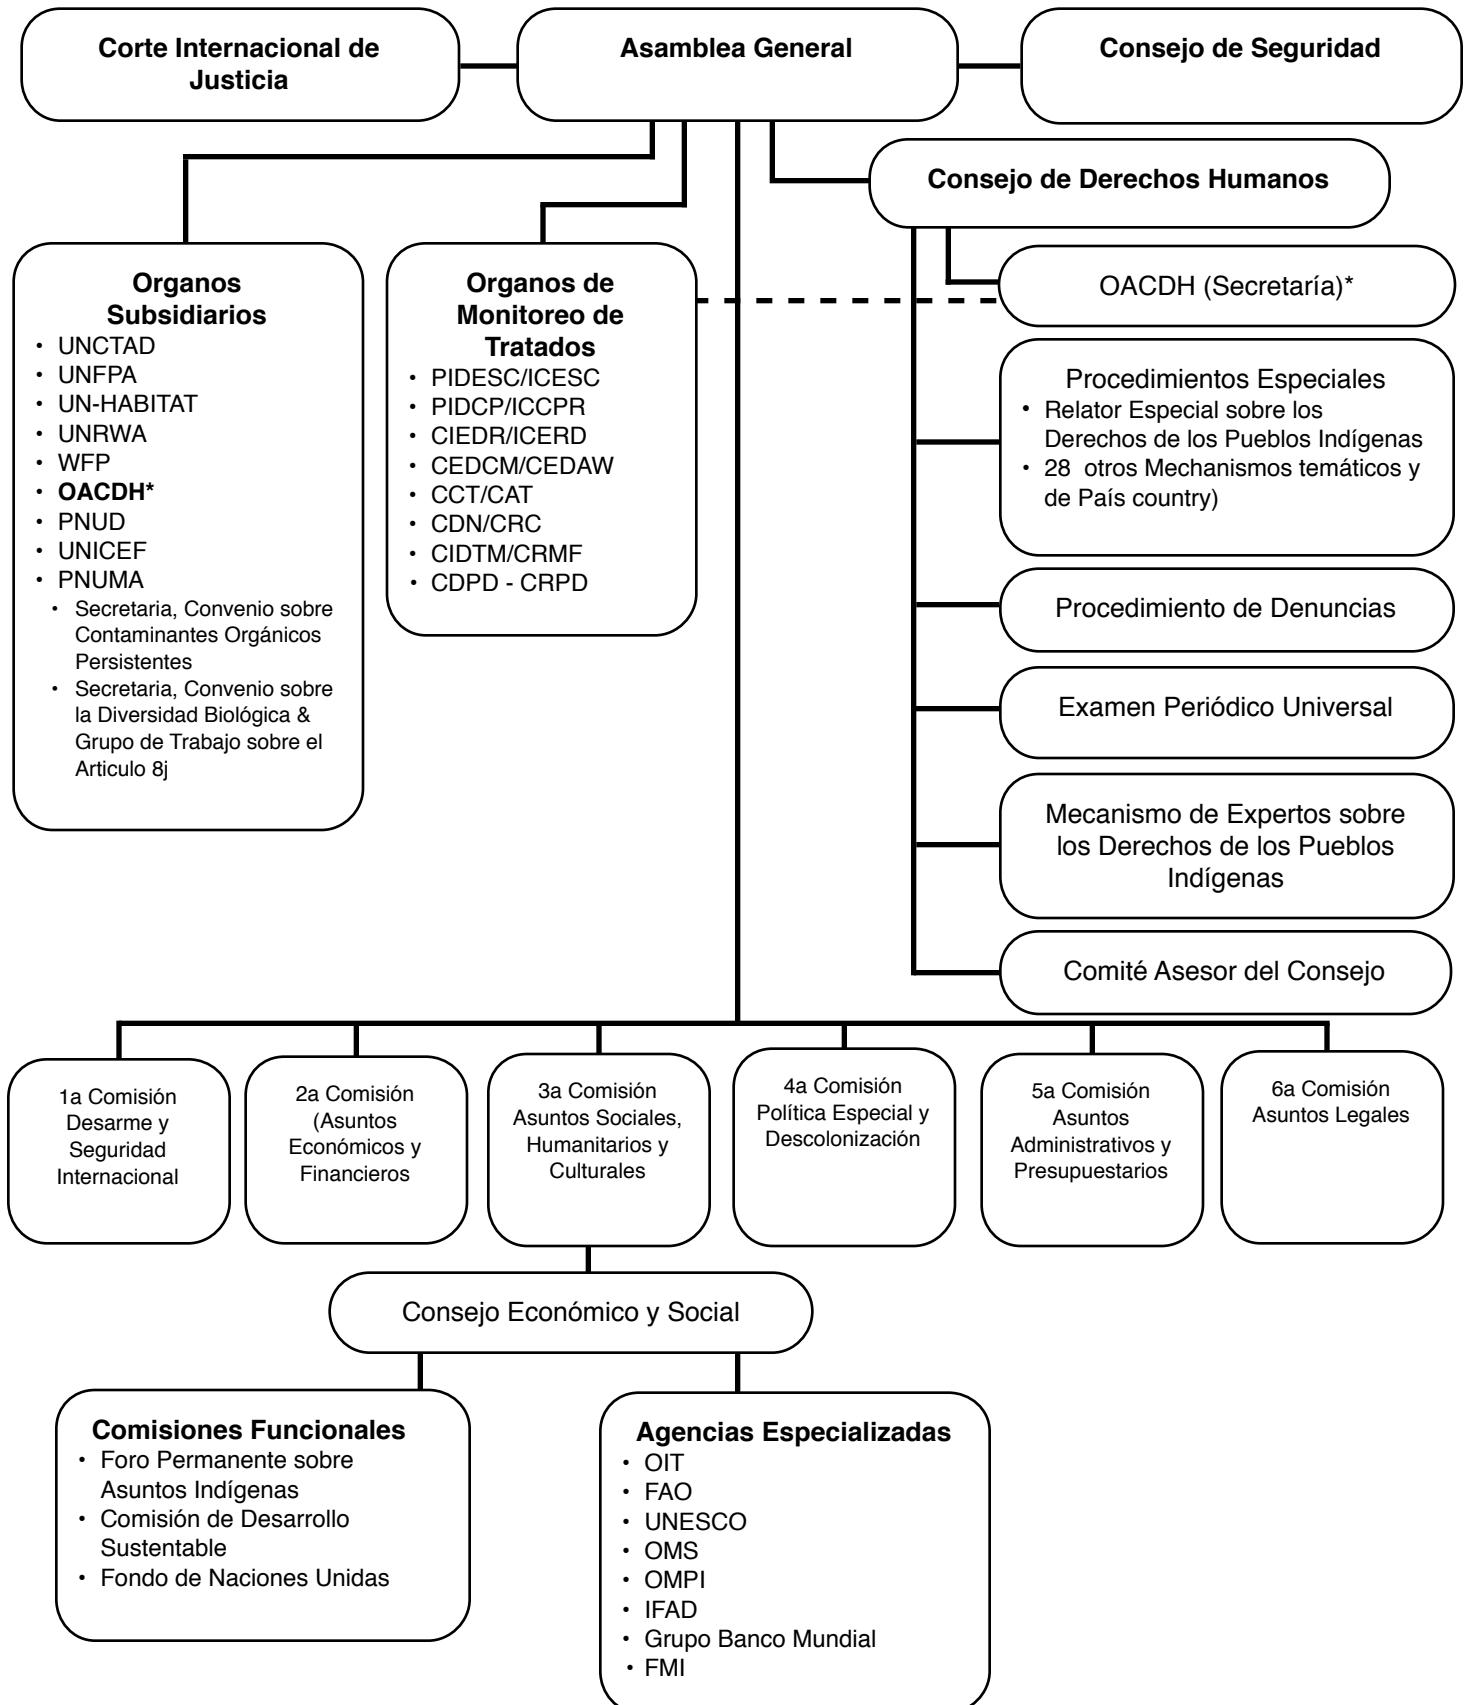 Corte Internacional de
Justicia
Asamblea General
Consejo de Seguridad
Consejo de Derechos Humanos
Organos
Subsidiarios
• UNCTAD
• UNFPA
• UN-HABITAT
• UNRWA
• WFP
• OACDH*
• PNUD
• UNICEF
• PNUMA
• Secretaria, Convenio sobre
Contaminantes Orgánicos
Persistentes
• Secretaria, Convenio sobre
la Diversidad Biológica &
Grupo de Trabajo sobre el
Articulo 8j
Organos de
Monitoreo de
Tratados
• PIDESC/ICESC
• PIDCP/ICCPR
• CIEDR/ICERD
• CEDCM/CEDAW
• CCT/CAT
• CDN/CRC
• CIDTM/CRMF
• CDPD - CRPD
OACDH (Secretaría)*
Procedimientos Especiales
• Relator Especial sobre los
Derechos de los Pueblos Indígenas
• 28 otros Mechanismos temáticos y
de País country)
Procedimiento de Denuncias
Examen Periódico Universal
Mecanismo de Expertos sobre
los Derechos de los Pueblos
Indígenas
Comité Asesor del Consejo
1a Comisión
Desarme y
Seguridad
Internacional
2a Comisión
(Asuntos
Económicos y
Financieros
3a Comisión
Asuntos Sociales,
Humanitarios y
Culturales
4a Comisión
Política Especial y
Descolonización
5a Comisión
Asuntos
Administrativos y
Presupuestarios
6a Comisión
Asuntos Legales
Consejo Económico y Social
Comisiones Funcionales
• Foro Permanente sobre
Asuntos Indígenas
• Comisión de Desarrollo
Sustentable
• Fondo de Naciones Unidas
Agencias Especializadas
• OIT
• FAO
• UNESCO
• OMS
• OMPI
• IFAD
• Grupo Banco Mundial
• FMI